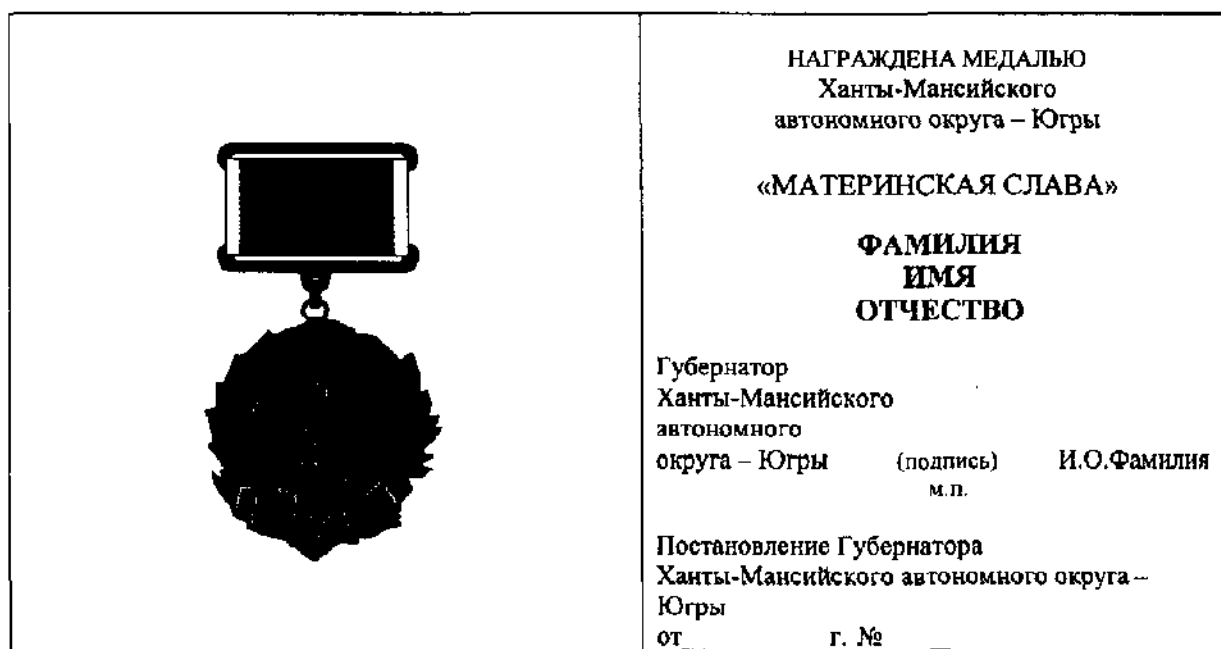 НАГРАЖДЕНА МЕДАЛЬЮ
Ханты-Мансийского
автономного округа – Югры
«МАТЕРИНСКАЯ СЛАВА»
ФАМИЛИЯ
ИМЯ
ОТЧЕСТВО
Губернатор
Ханты-Мансийского
автономного
округа – Югры (подпись) И.О.Фамилия
м.п.
Постановление Губернатора
Ханты-Мансийского автономного округа –
Югры
от г. №